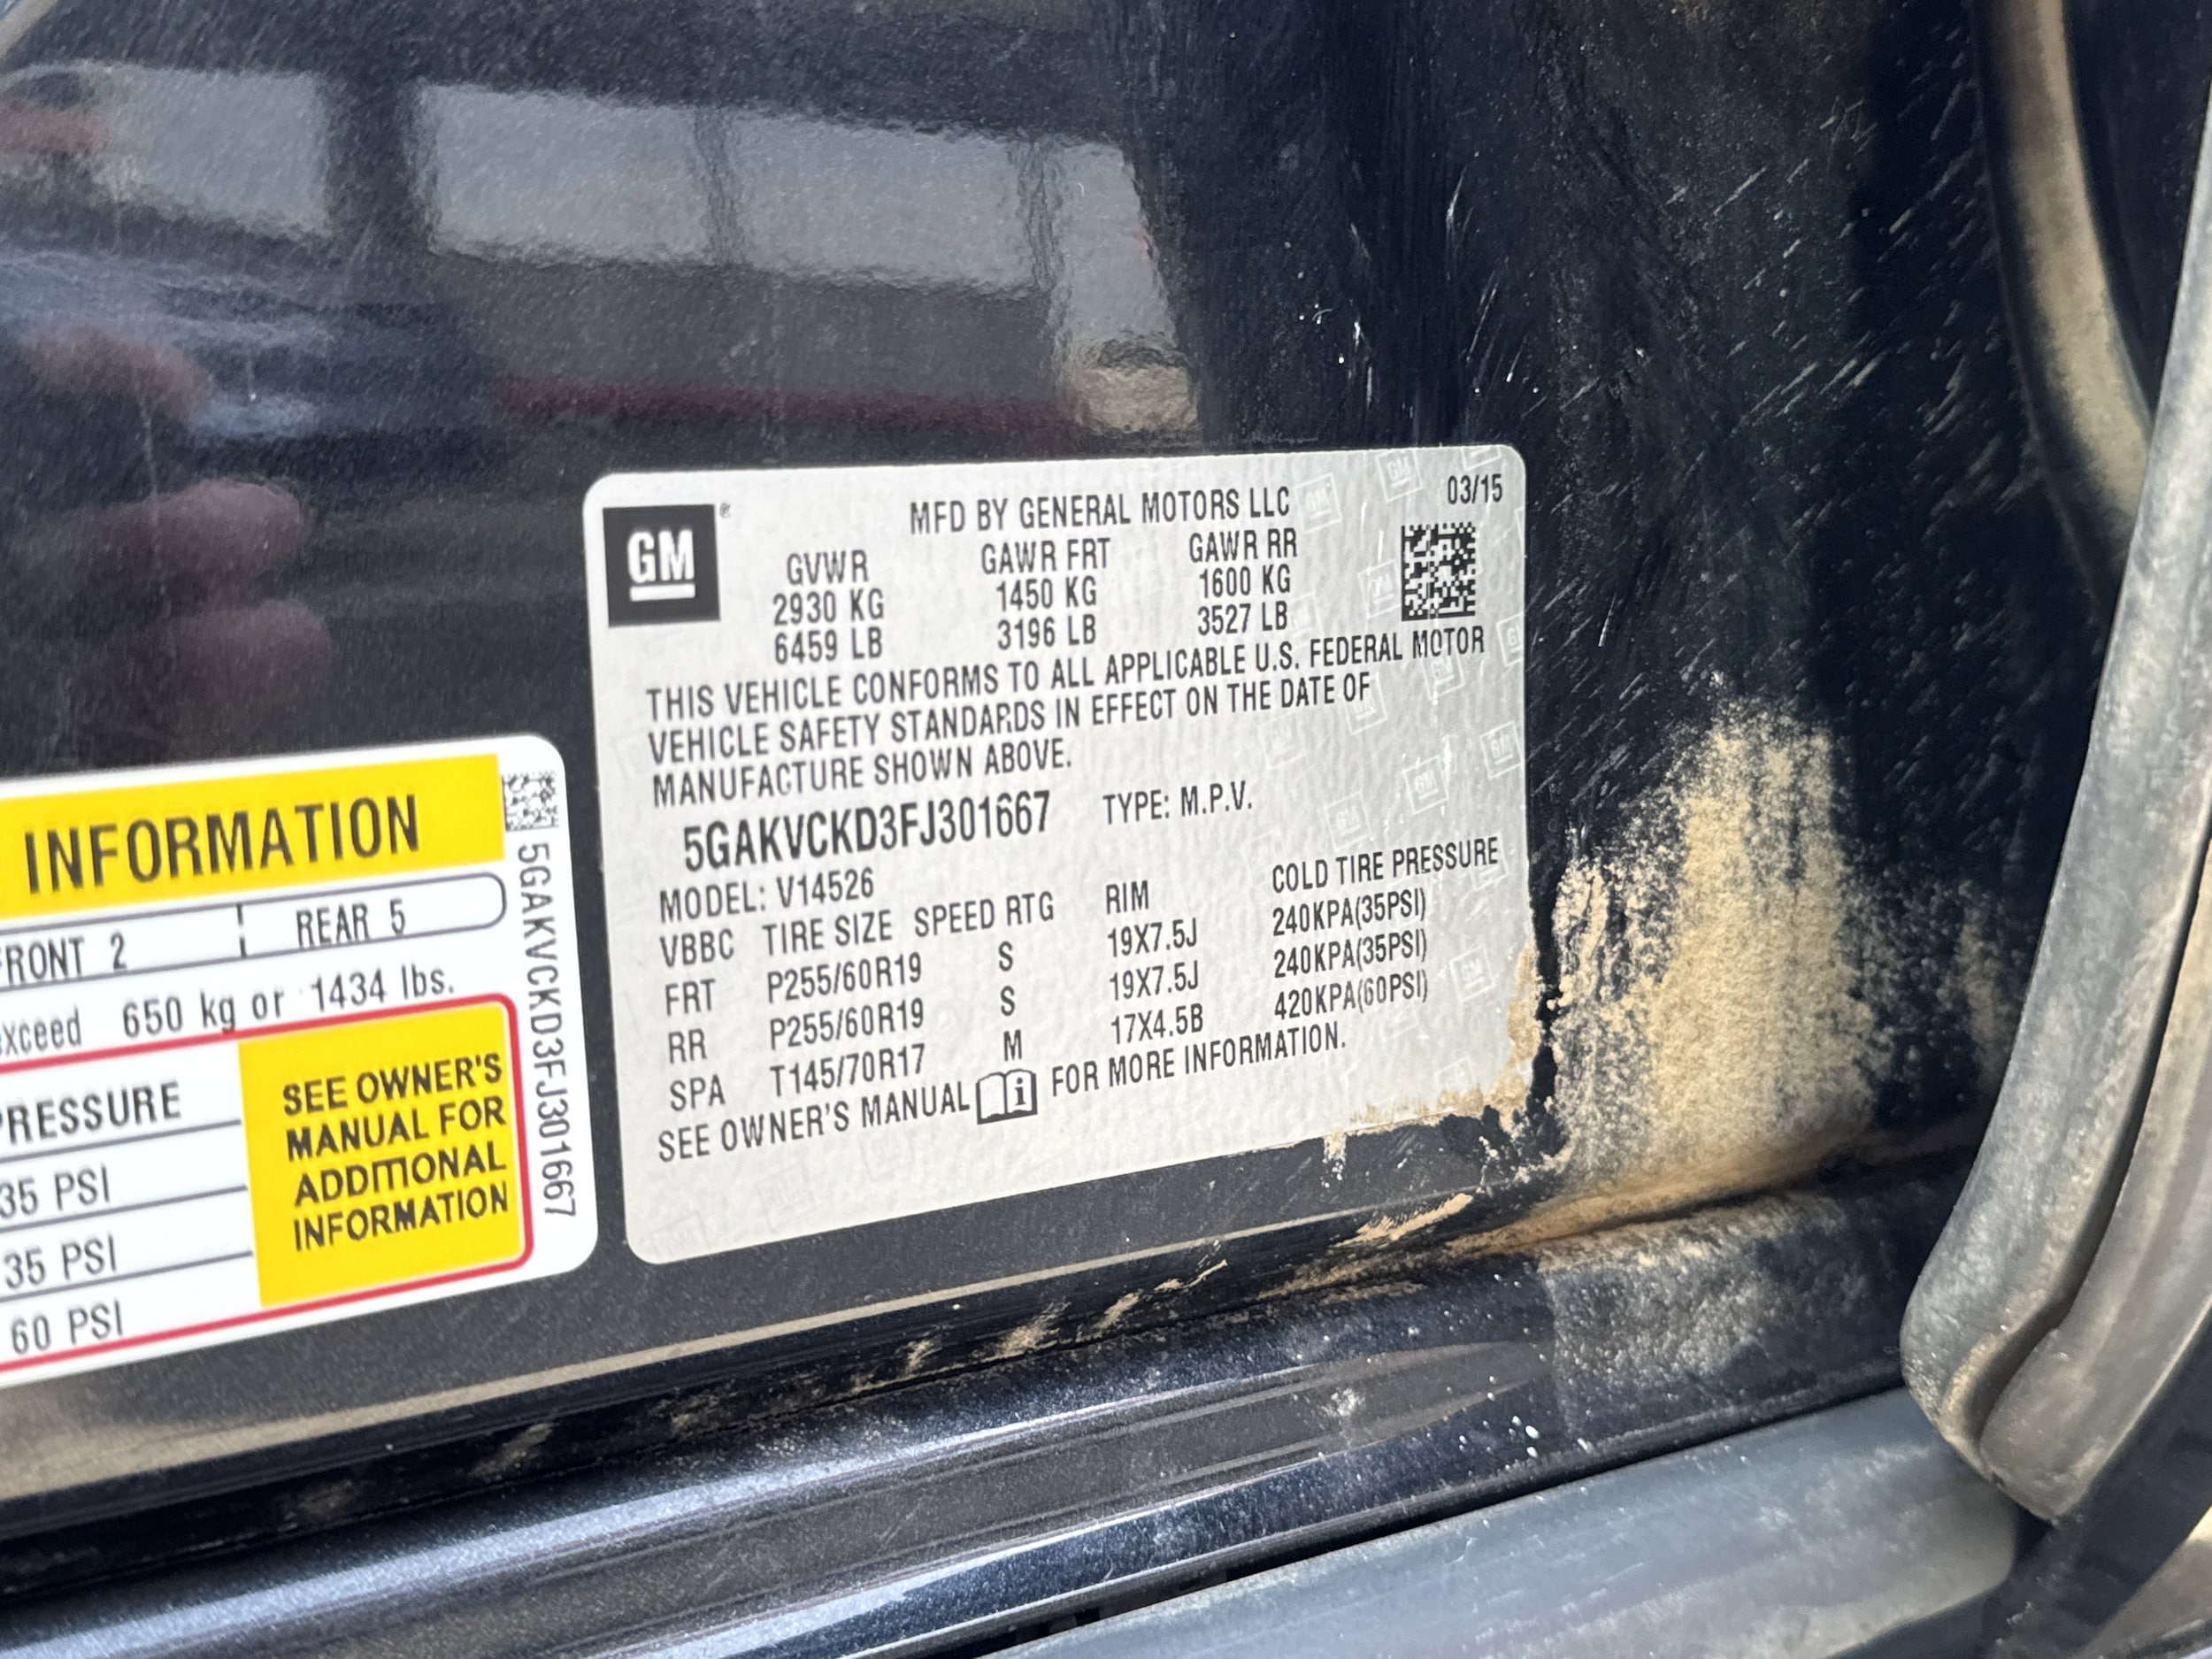 INFORMATION
FRONT 2 REAR 5
exceed 650 kg or 1434 lbs.
PRESSURE
35 PSI
35 PSI
60 PSI
SEE OWNER'S
MANUAL FOR
ADDITIONAL
INFORMATION
5GAKVCKD3FJ301667
GM®
MFD BY GENERAL MOTORS LLC 03/15
GVWR GAWR FRT GAWR RR
2930 KG 1450 KG 1600 KG
6459 LB 3196 LB 3527 LB
THIS VEHICLE CONFORMS TO ALL APPLICABLE U.S. FEDERAL MOTOR
VEHICLE SAFETY STANDARDS IN EFFECT ON THE DATE OF
MANUFACTURE SHOWN ABOVE.
5GAKVCKD3FJ301667 TYPE: M.P.V.
MODEL: V14526
VBBC TIRE SIZE SPEED RTG RIM COLD TIRE PRESSURE
FRT P255/60R19 S 19X7.5J 240KPA(35PSI)
RR P255/60R19 S 19X7.5J 240KPA(35PSI)
SPA T145/70R17 M 17X4.5B 420KPA(60PSI)
SEE OWNER'S MANUAL i FOR MORE INFORMATION.